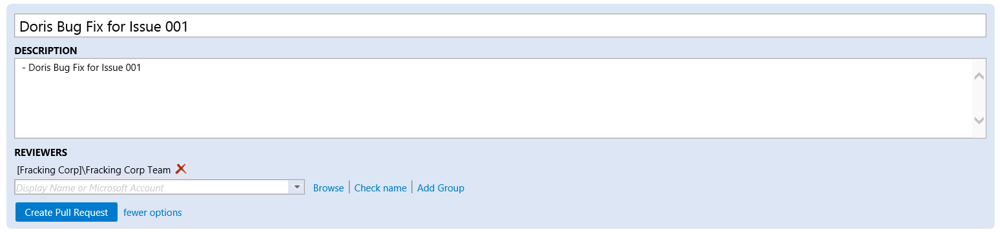 Doris Bug Fix for Issue 001
DESCRIPTION
- Doris Bug Fix for Issue 001
REVIEWERS
[Fracking Corp]\Fracking Corp Team
Display Name or Microsoft Account Browse Check name Add Group
Create Pull Request fewer options